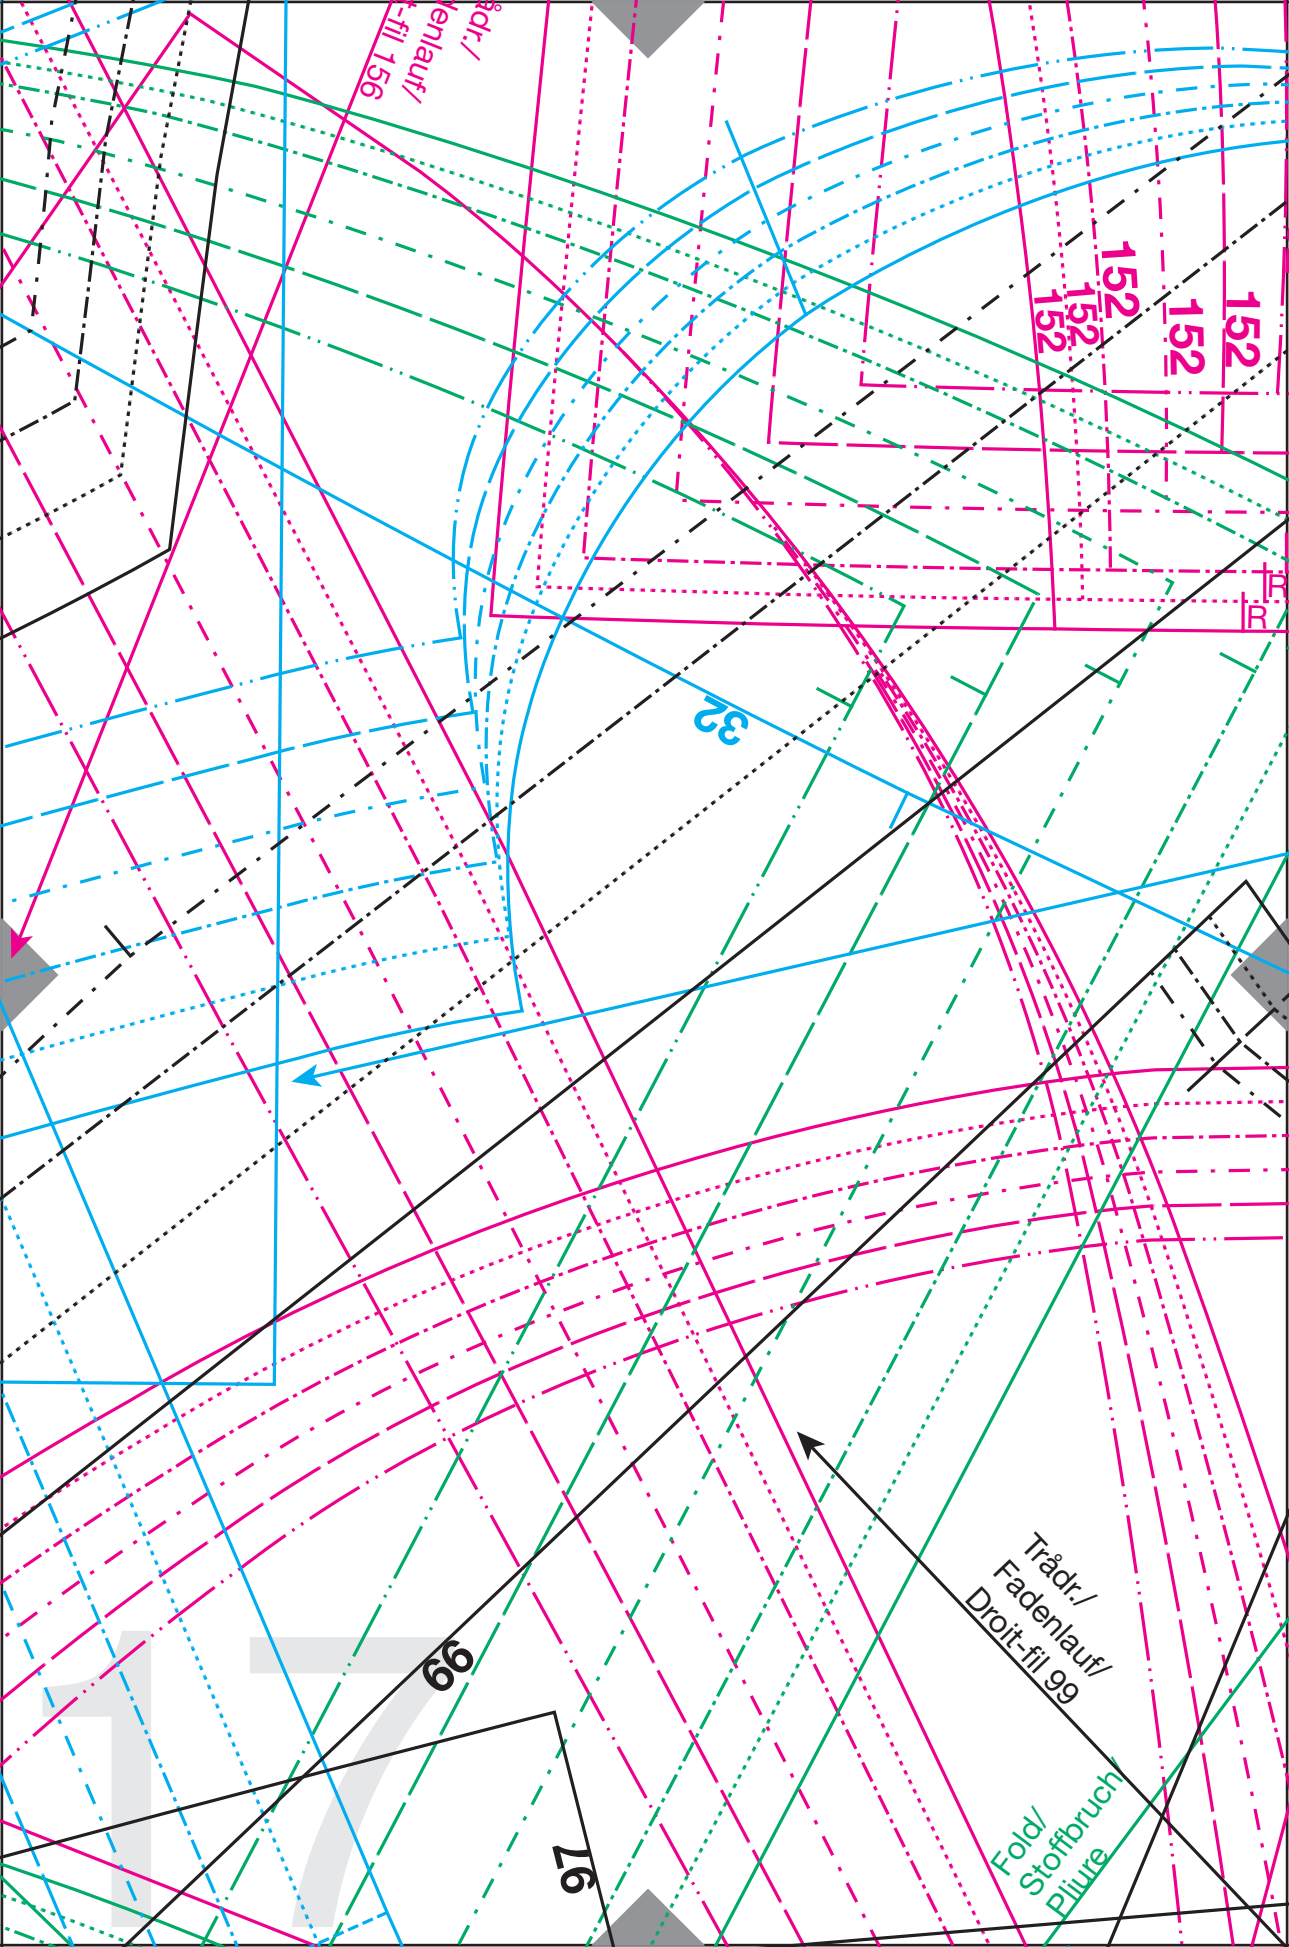 ådr./
denlauf/
t-fil 156
152
152
152
152
152
R
R
32
Trådr./
Fadenlauf/
Droit-fil 99
99
Fold/
Stoffbruch/
Pliure
97
17